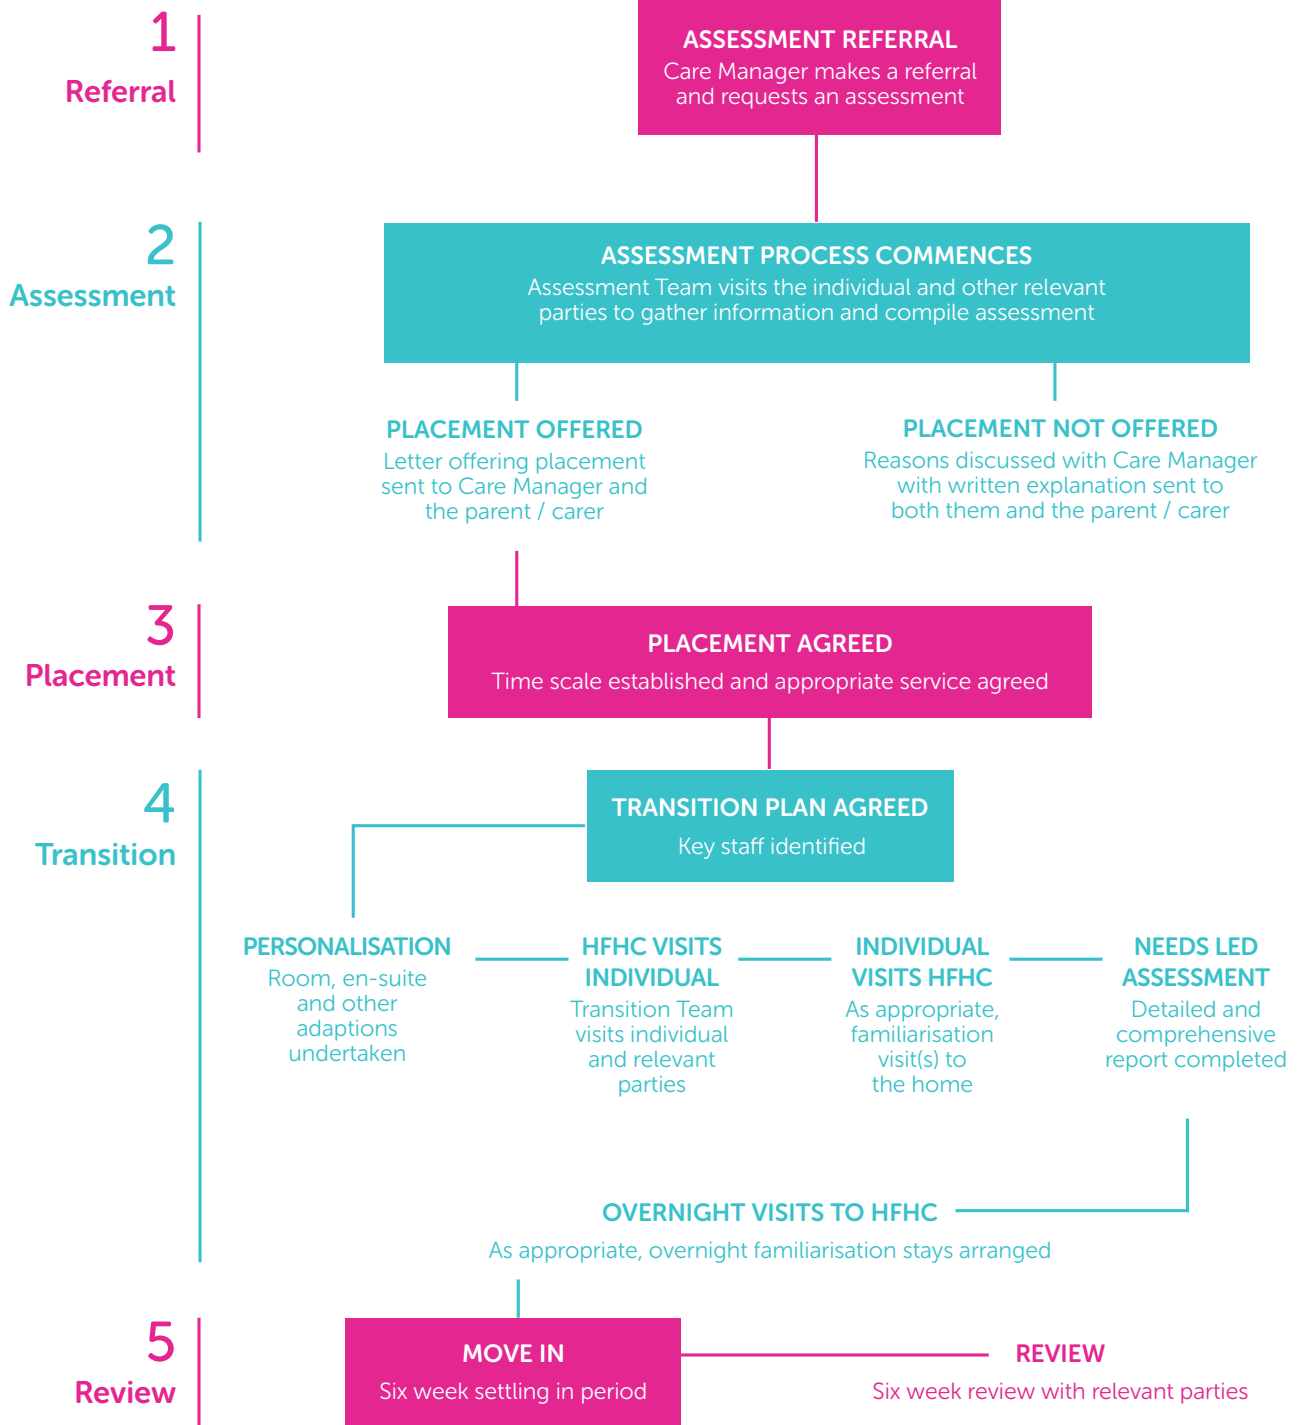 1
Referral
ASSESSMENT REFERRAL
Care Manager makes a referral
and requests an assessment
2
Assessment
ASSESSMENT PROCESS COMMENCES
Assessment Team visits the individual and other relevant
parties to gather information and compile assessment
PLACEMENT OFFERED
Letter offering placement
sent to Care Manager and
the parent / carer
PLACEMENT NOT OFFERED
Reasons discussed with Care Manager
with written explanation sent to
both them and the parent / carer
3
Placement
PLACEMENT AGREED
Time scale established and appropriate service agreed
4
Transition
TRANSITION PLAN AGREED
Key staff identified
PERSONALISATION
Room, en-suite
and other
adaptions
undertaken
HFHC VISITS
INDIVIDUAL
Transition Team
visits individual
and relevant
parties
INDIVIDUAL
VISITS HFHC
As appropriate,
familiarisation
visit(s) to
the home
NEEDS LED
ASSESSMENT
Detailed and
comprehensive
report completed
OVERNIGHT VISITS TO HFHC
As appropriate, overnight familiarisation stays arranged
5
Review
MOVE IN
Six week settling in period
REVIEW
Six week review with relevant parties